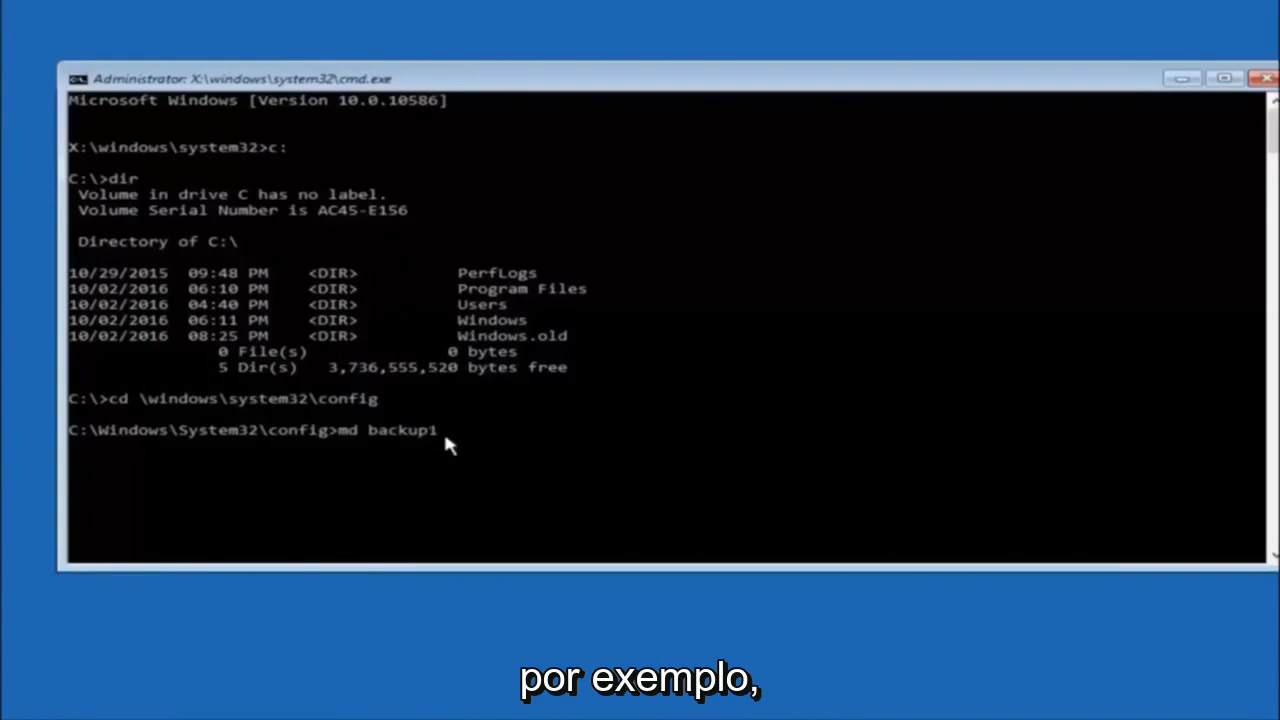 Administrator: X:\windows\system32\cmd.exe
Microsoft Windows [Version 10.0.10586]
X:\windows\system32>c:
C:\>dir
Volume in drive C has no label.
Volume Serial Number is AC45-E156
Directory of C:\
10/29/2015 09:48 PM <DIR> PerfLogs
10/02/2016 06:10 PM <DIR> Program Files
10/02/2016 04:40 PM <DIR> Users
10/02/2016 06:11 PM <DIR> Windows
10/02/2016 08:25 PM <DIR> Windows.old
0 File(s) 0 bytes
5 Dir(s) 3,736,555,520 bytes free
C:\>cd \windows\system32\config
C:\Windows\System32\config>md backup1
por exemplo,